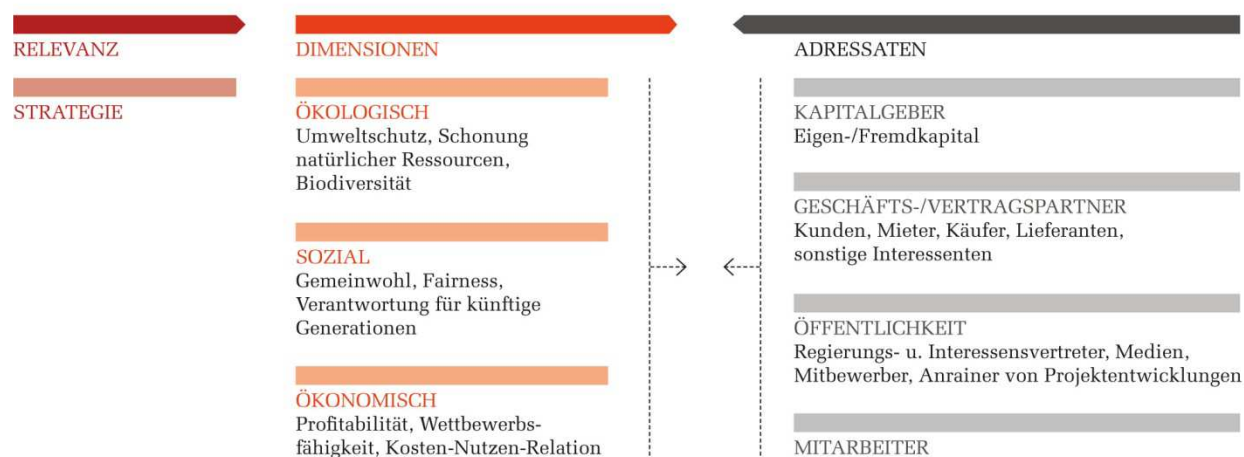 RELEVANZ
STRATEGIE
DIMENSIONEN
ÖKOLOGISCH
Umweltschutz, Schonung
natürlicher Ressourcen,
Biodiversität
SOZIAL
Gemeinwohl, Fairness,
Verantwortung für künftige
Generationen
ÖKONOMISCH
Profitabilität, Wettbewerbs-
fähigkeit, Kosten-Nutzen-Relation
ADRESSATEN
KAPITALGEBER
Eigen-/Fremdkapital
GESCHÄFTS-/VERTRAGSPARTNER
Kunden, Mieter, Käufer, Lieferanten,
sonstige Interessenten
ÖFFENTLICHKEIT
Regierungs- u. Interessensvertreter, Medien,
Mitbewerber, Anrainer von Projektentwicklungen
MITARBEITER